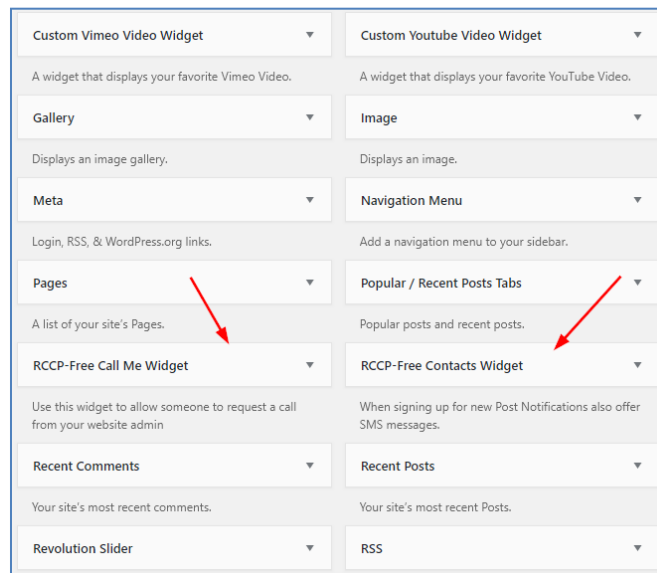 Custom Vimeo Video Widget
Custom Youtube Video Widget
A widget that displays your favorite Vimeo Video.
A widget that displays your favorite YouTube Video.
Gallery
Image
Displays an image gallery.
Displays an image.
Meta
Navigation Menu
Login, RSS, & WordPress.org links.
Add a navigation menu to your sidebar.
Pages
Popular / Recent Posts Tabs
A list of your site's Pages.
Popular posts and recent posts.
RCCP-Free Call Me Widget
RCCP-Free Contacts Widget
Use this widget to allow someone to request a call
from your website admin
When signing up for new Post Notifications also offer
SMS messages.
Recent Comments
Recent Posts
Your site's most recent comments.
Your site's most recent Posts.
Revolution Slider
RSS